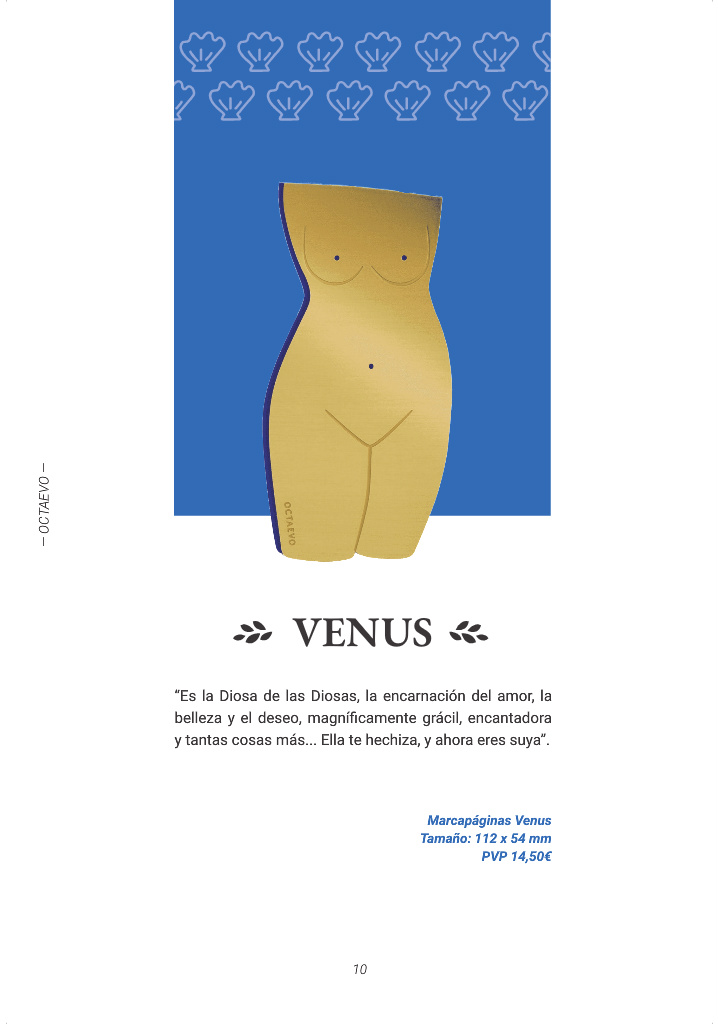 OCTAEVO
— OCTAEVO —
VENUS
“Es la Diosa de las Diosas, la encarnación del amor, la
belleza y el deseo, magníficamente grácil, encantadora
y tantas cosas más... Ella te hechiza, y ahora eres suya”.
Marcapáginas Venus
Tamaño: 112 x 54 mm
PVP 14,50€
10